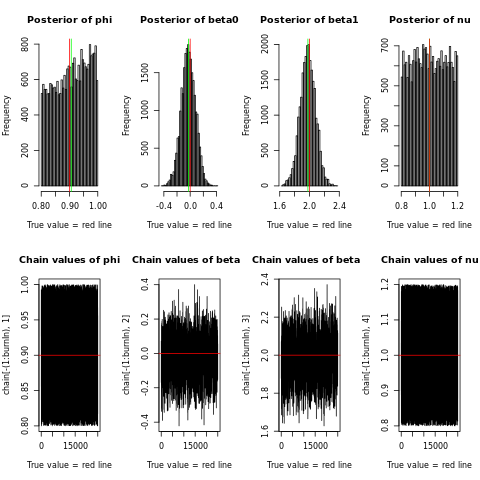 Posterior of phi
Posterior of beta0
Posterior of beta1
Posterior of nu
Frequency
0 200 400 600 800
0.80 0.90 1.00
True value = red line
Frequency
0 500 1000 1500
-0.4 0.0 0.4
True value = red line
Frequency
0 500 1000 1500 2000
1.6 2.0 2.4
True value = red line
Frequency
0 100 300 500 700
0.8 1.0 1.2
True value = red line
Chain values of phi
Chain values of beta
Chain values of beta
Chain values of nu
chain[-(1:burnIn), 1]
0.80 0.85 0.90 0.95 1.00
0 15000
True value = red line
chain[-(1:burnIn), 2]
-0.4 -0.2 0.0 0.2 0.4
0 15000
True value = red line
chain[-(1:burnIn), 3]
1.6 1.8 2.0 2.2 2.4
0 15000
True value = red line
chain[-(1:burnIn), 4]
0.8 0.9 1.0 1.1 1.2
0 15000
True value = red line